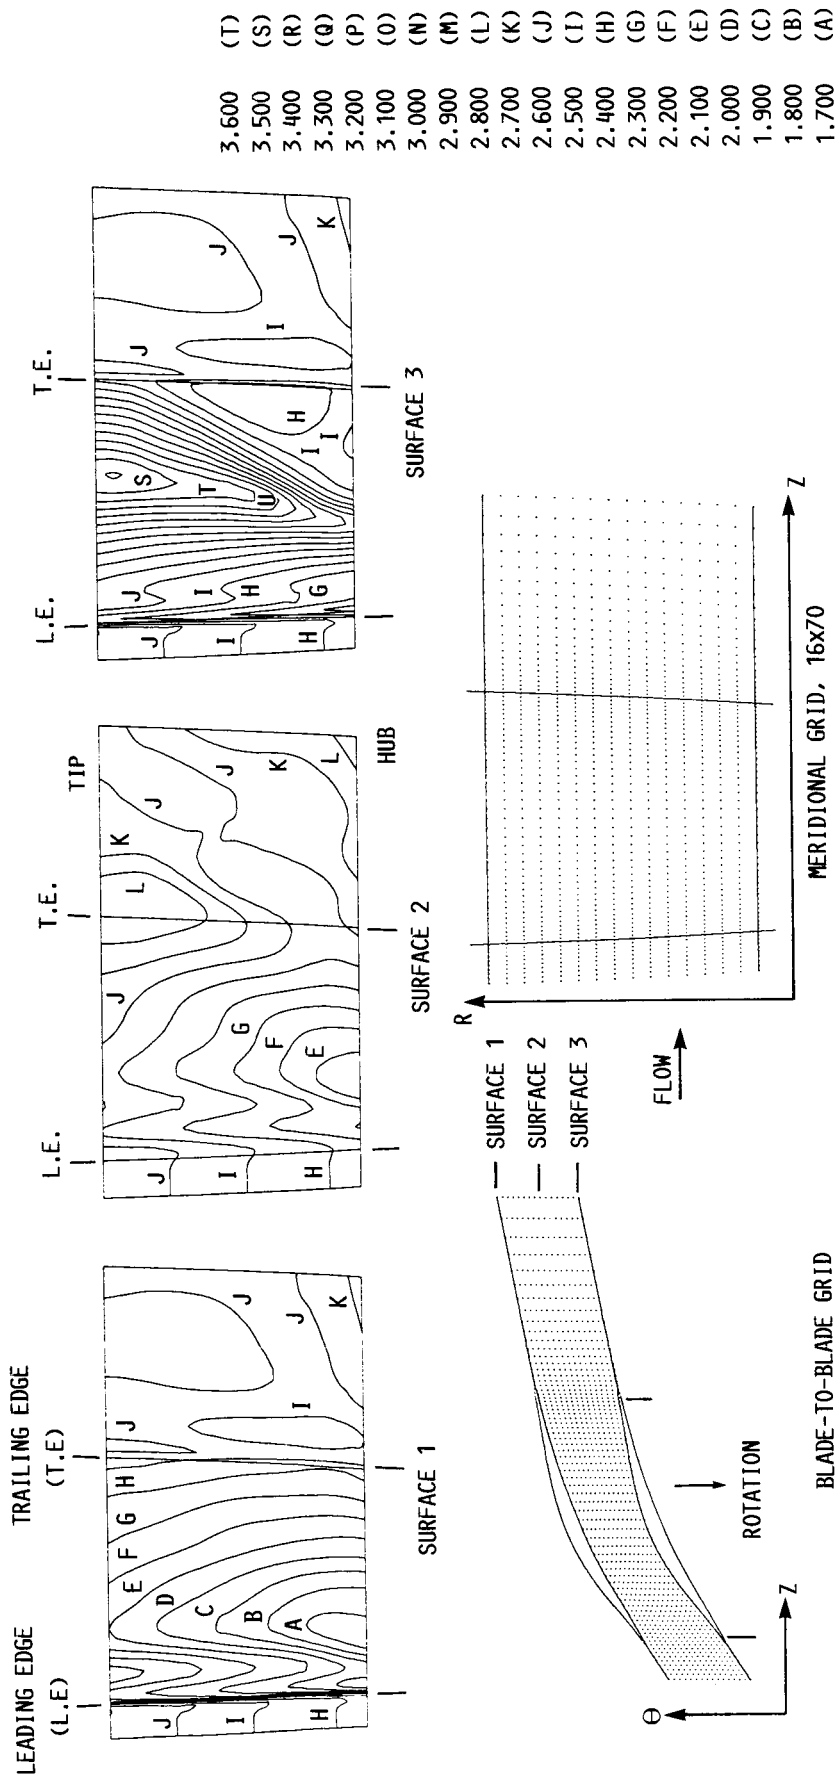 LEADING EDGE
(L.E)
TRAILING EDGE
(T.E)
J
I
H
A
B
C
D
E
F
G
H
J
I
J
J
K
SURFACE 1
L.E.
T.E.
TIP
HUB
J
I
H
J
G
F
E
L
K
J
J
K
L
SURFACE 2
L.E.
T.E.
J
I
H
J
I
H
G
S
T
U
H
I
I
J
I
J
J
K
SURFACE 3
3.600 (T)
3.500 (S)
3.400 (R)
3.300 (Q)
3.200 (P)
3.100 (O)
3.000 (N)
2.900 (M)
2.800 (L)
2.700 (K)
2.600 (J)
2.500 (I)
2.400 (H)
2.300 (G)
2.200 (F)
2.100 (E)
2.000 (D)
1.900 (C)
1.800 (B)
1.700 (A)
Θ
Z
ROTATION
SURFACE 1
SURFACE 2
SURFACE 3
BLADE-TO-BLADE GRID
FLOW
R
Z
MERIDIONAL GRID, 16x70